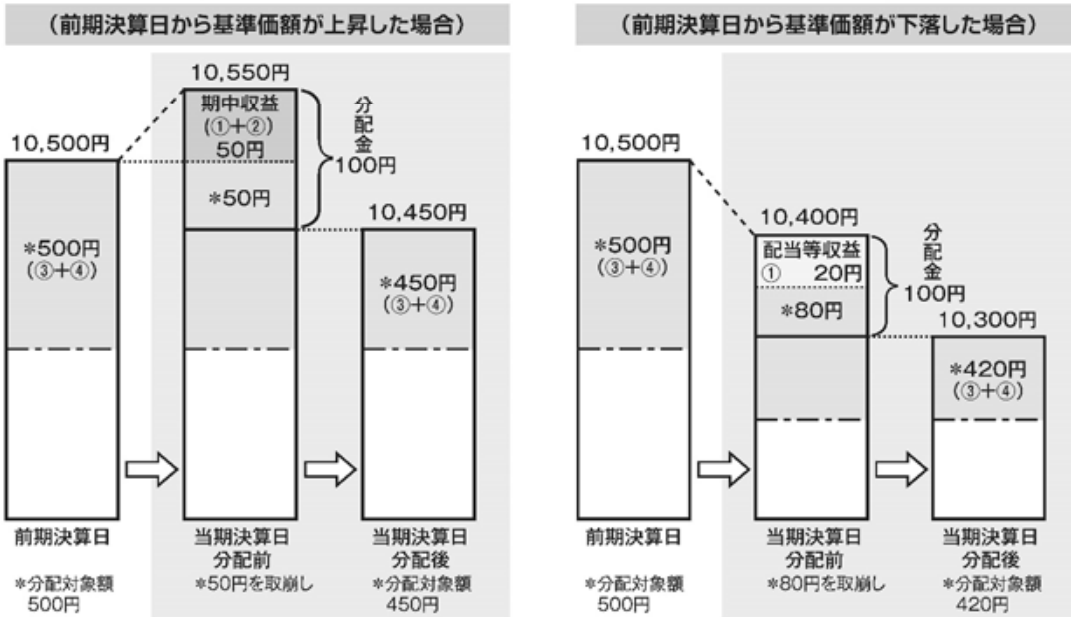 (前期決算日から基準価額が上昇した場合)
10,550円
期中収益
(①+②)
50円
分配金
100円
10,500円
*50円
10,450円
*500円
(③+④)
*450円
(③+④)
前期決算日
当期決算日
分配前
当期決算日
分配後
*分配対象額
500円
*50円を取崩し
*分配対象額
450円
(前期決算日から基準価額が下落した場合)
10,500円
10,400円
配当等収益
① 20円
分配金
100円
*500円
(③+④)
*80円
10,300円
*420円
(③+④)
前期決算日
当期決算日
分配前
当期決算日
分配後
*分配対象額
500円
*80円を取崩し
*分配対象額
420円